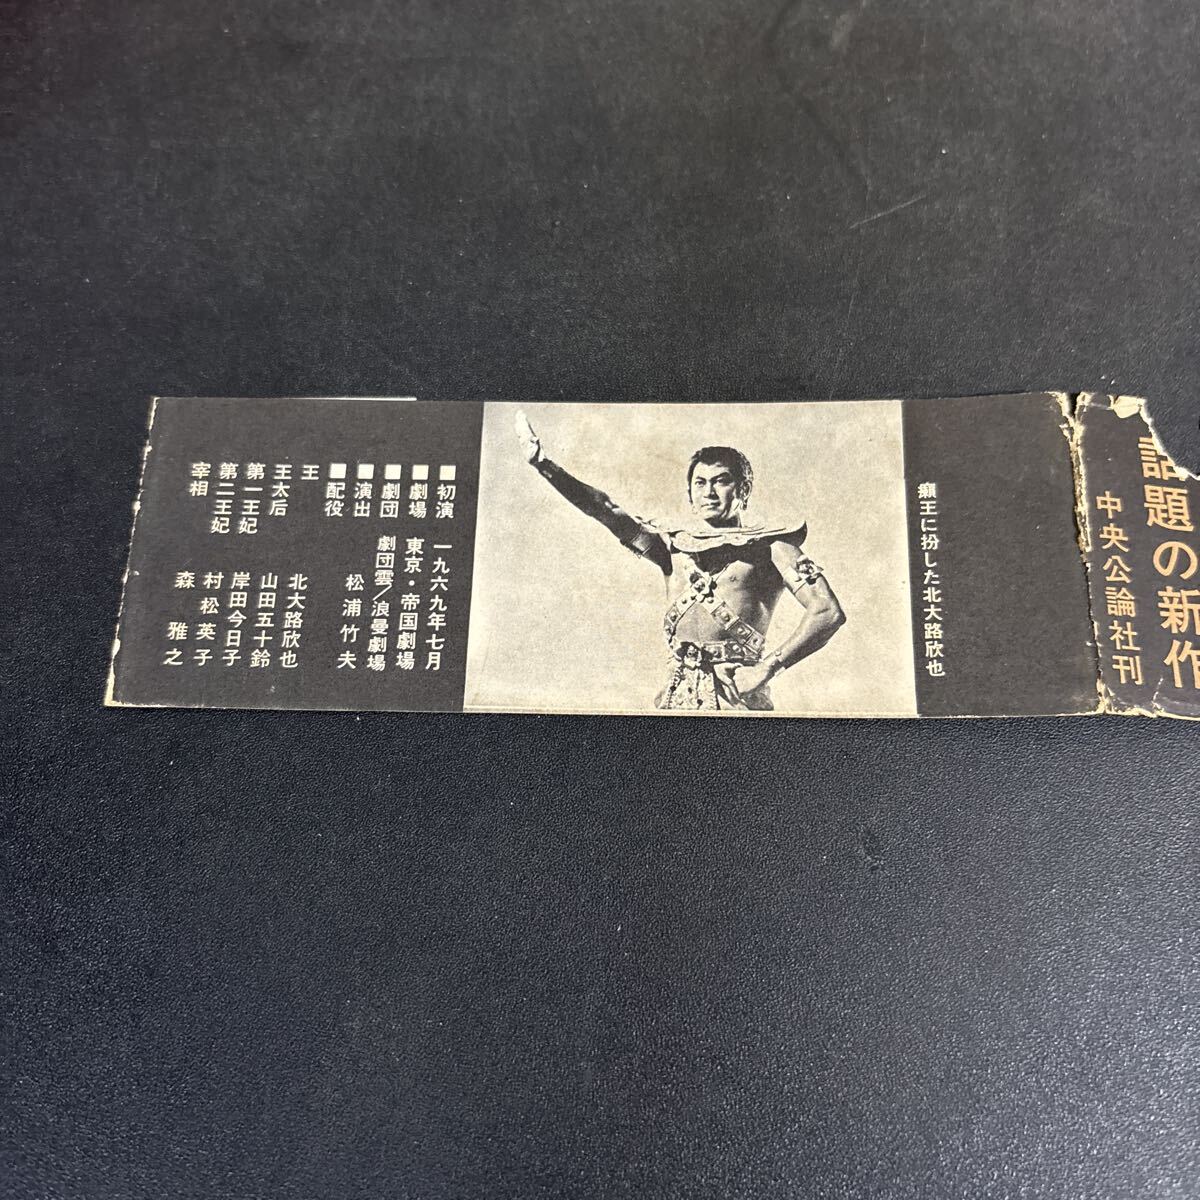 話題の新作
中央公論社刊
癩王に扮した北大路欣也
■初演 一九六九年七月
■劇場 東京・帝国劇場
■劇団 劇団雲／浪曼劇場
■演出 松浦竹夫
■配役
王 北大路欣也
王太后 山田五十鈴
第一王妃 岸田今日子
第二王妃 村松英子
宰相 森雅之